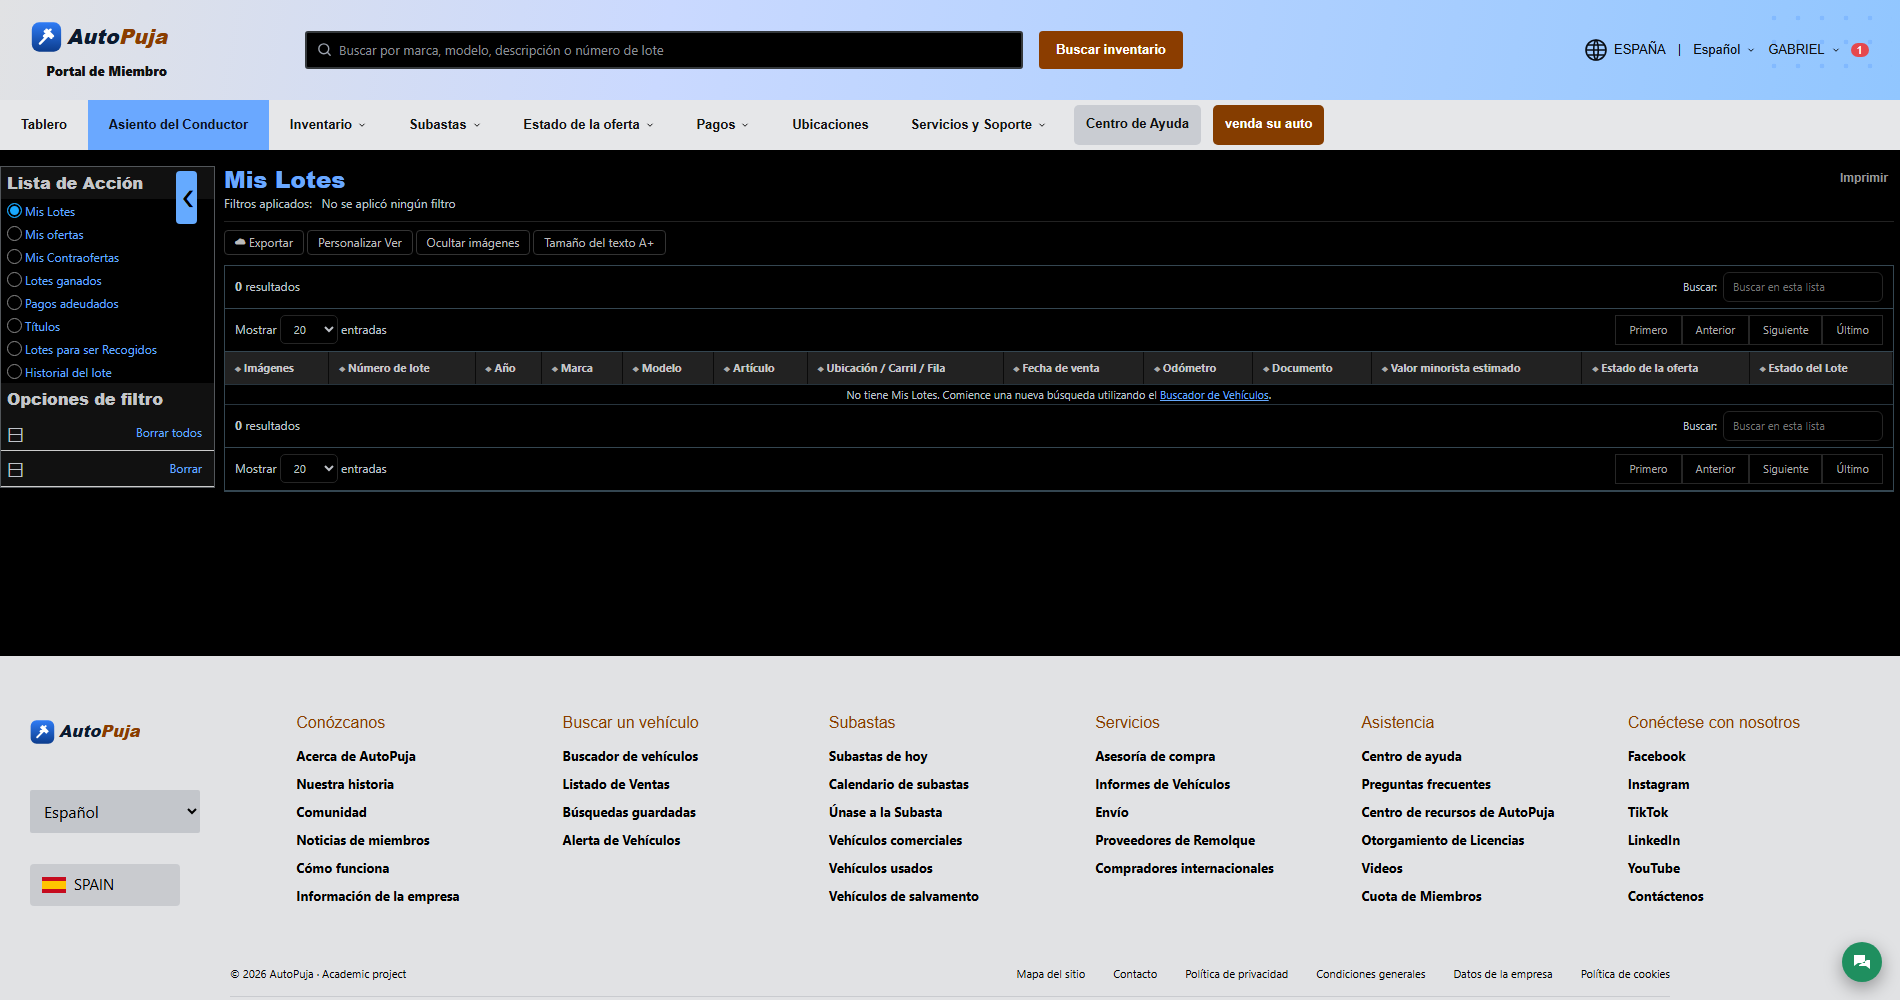 AutoPuja
Portal de Miembro
Buscar por marca, modelo, descripción o número de lote
Buscar inventario
ESPAÑA | Español GABRIEL 1
Tablero Asiento del Conductor Inventario Subastas Estado de la oferta Pagos Ubicaciones Servicios y Soporte Centro de Ayuda venda su auto
Lista de Acción
Mis Lotes
Mis ofertas
Mis Contraofertas
Lotes ganados
Pagos adeudados
Títulos
Lotes para ser Recogidos
Historial del lote
Opciones de filtro
Borrar todos
Borrar
Mis Lotes
Imprimir
Filtros aplicados: No se aplicó ningún filtro
Exportar Personalizar Ver Ocultar imágenes Tamaño del texto A+
0 resultados Buscar: Buscar en esta lista
Mostrar 20 entradas Primero Anterior Siguiente Último
Imágenes Número de lote Año Marca Modelo Artículo Ubicación / Carril / Fila Fecha de venta Odómetro Documento Valor minorista estimado Estado de la oferta Estado del Lote
No tiene Mis Lotes. Comience una nueva búsqueda utilizando el Buscador de Vehículos.
0 resultados Buscar: Buscar en esta lista
Mostrar 20 entradas Primero Anterior Siguiente Último
AutoPuja
Español
SPAIN
Conózcanos
Acerca de AutoPuja
Nuestra historia
Comunidad
Noticias de miembros
Cómo funciona
Información de la empresa
Buscar un vehículo
Buscador de vehículos
Listado de Ventas
Búsquedas guardadas
Alerta de Vehículos
Subastas
Subastas de hoy
Calendario de subastas
Únase a la Subasta
Vehículos comerciales
Vehículos usados
Vehículos de salvamento
Servicios
Asesoría de compra
Informes de Vehículos
Envío
Proveedores de Remolque
Compradores internacionales
Asistencia
Centro de ayuda
Preguntas frecuentes
Centro de recursos de AutoPuja
Otorgamiento de Licencias
Videos
Cuota de Miembros
Conéctese con nosotros
Facebook
Instagram
TikTok
LinkedIn
YouTube
Contáctenos
© 2026 AutoPuja · Academic project
Mapa del sitio Contacto Política de privacidad Condiciones generales Datos de la empresa Política de cookies